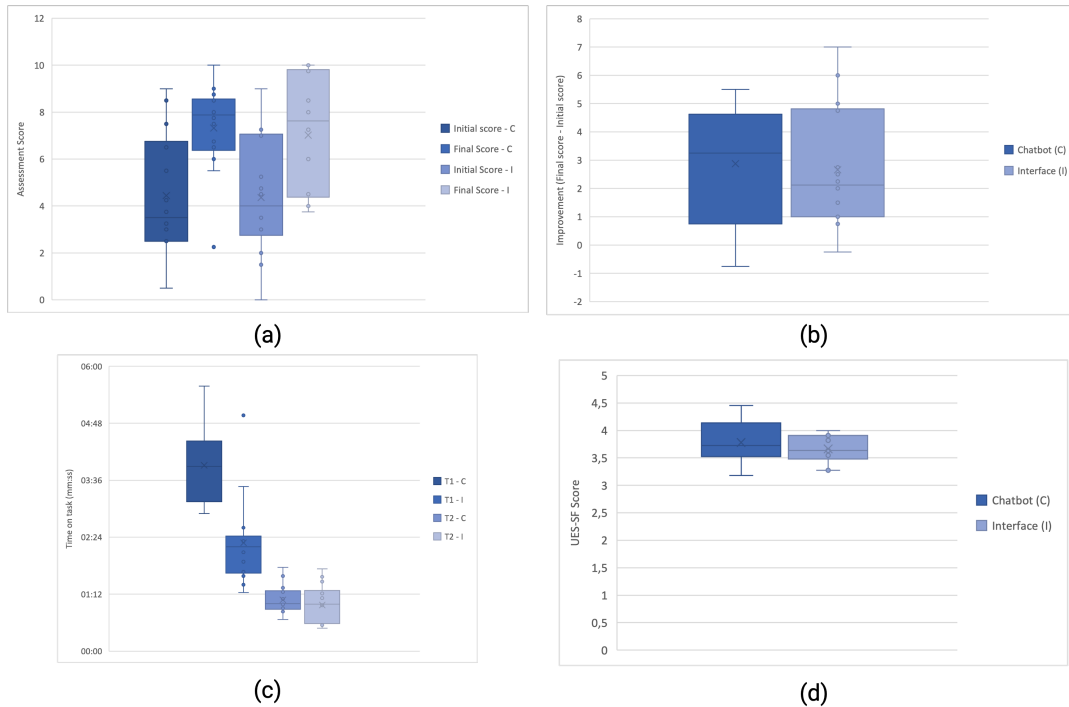 12
10
8
6
4
2
0
Assessment Score
Initial score - C
Final Score - C
Initial Score - I
Final Score - I
(a)
8
7
6
5
4
3
2
1
0
-1
-2
Improvement (Final score - Initial score)
Chatbot (C)
Interface (I)
(b)
06:00
04:48
03:36
02:24
01:12
00:00
Time on task (mm:ss)
T1 - C
T1 - I
T2 - C
T2 - I
(c)
5
4,5
4
3,5
3
2,5
2
1,5
1
0,5
0
UES-SF Score
Chatbot (C)
Interface (I)
(d)